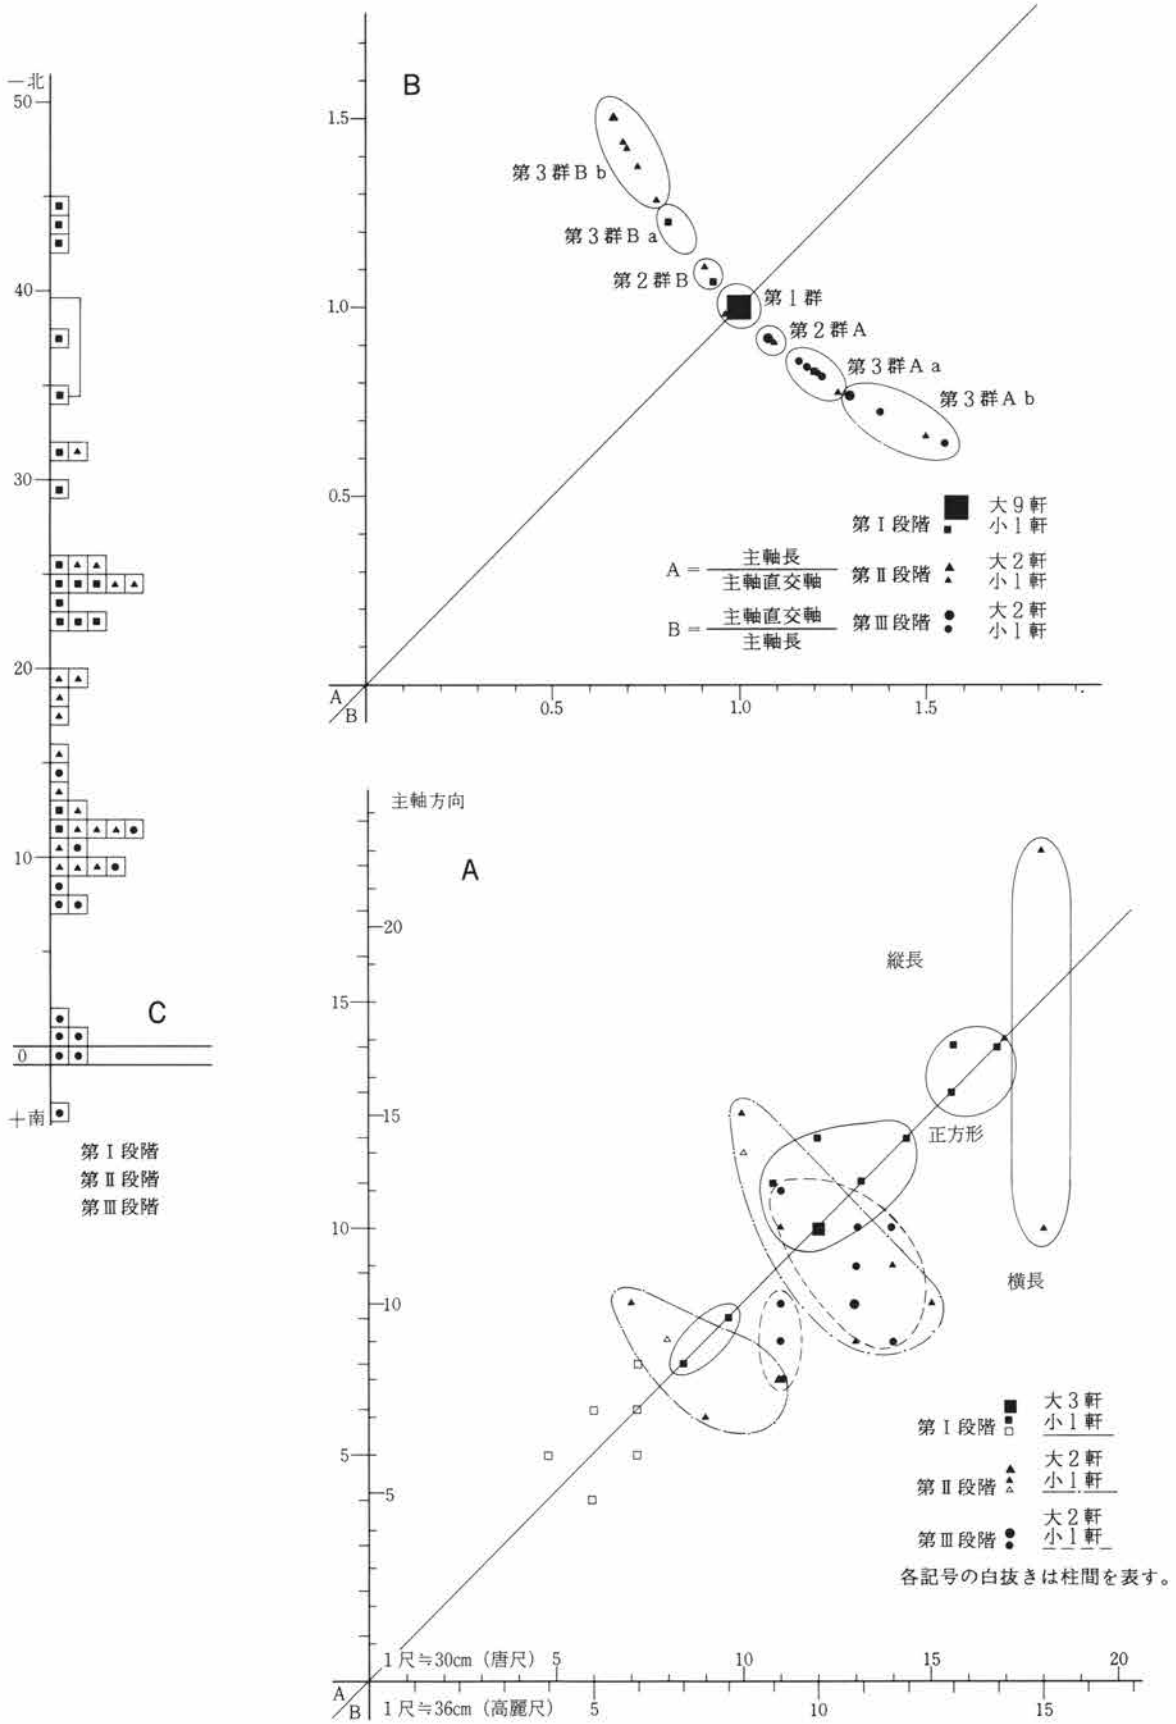 一北
50
40
30
20
10
0
十南
C
第Ⅰ段階
第Ⅱ段階
第Ⅲ段階
B
1.5
1.0
0.5
第3群Bb
第3群Ba
第2群B
第1群
第2群A
第3群Aa
第3群Ab
第Ⅰ段階 大9軒
小1軒
第Ⅱ段階 大2軒
小1軒
第Ⅲ段階 大2軒
小1軒
A＝主軸長
主軸直交軸
B＝主軸直交軸
主軸長
A
B
0.5 1.0 1.5
主軸方向
A
20
15
15
10
10
5
5
縦長
正方形
横長
第Ⅰ段階 大3軒
小1軒
第Ⅱ段階 大2軒
小1軒
第Ⅲ段階 大2軒
小1軒
各記号の白抜きは柱間を表す。
1尺≒30cm（唐尺） 5 10 15 20
A
B
1尺≒36cm（高麗尺） 5 10 15